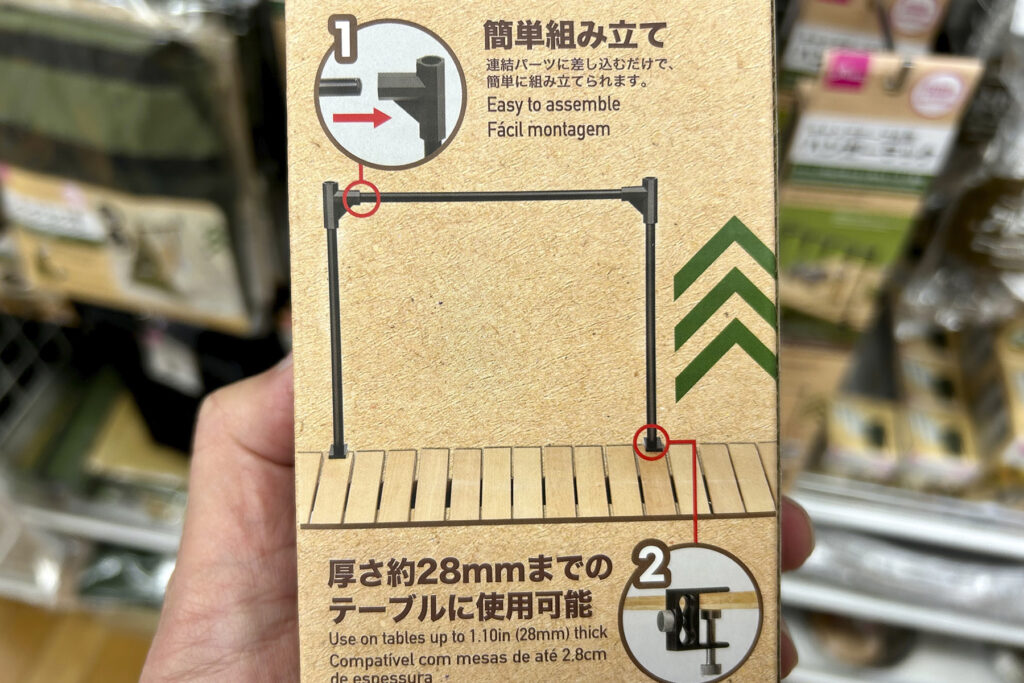 1
簡単組み立て
連結パーツに差し込むだけで、
簡単に組み立てられます。
Easy to assemble
Fácil montagem
厚さ約28mmまでの
テーブルに使用可能
Use on tables up to 1.10in (28mm) thick
Compatível com mesas de até 2.8cm
de espessura
2